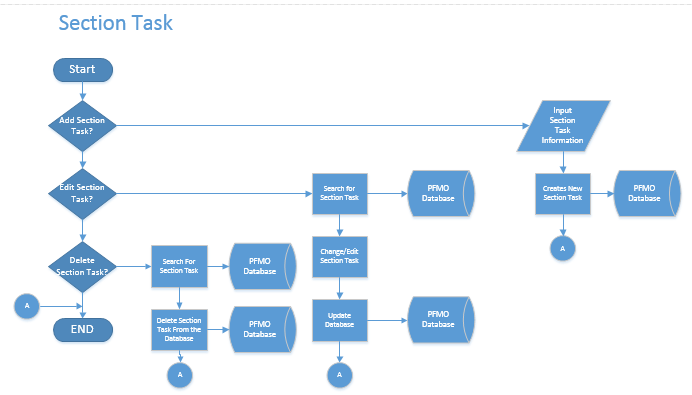 Section Task
Start
Add Section
Task?
Input
Section
Task
Information
Edit Section
Task?
Search for
Section Task
PFMO
Database
Creates New
Section Task
PFMO
Database
A
Change/Edit
Section Task
Delete
Section Task?
Search For
Section Task
PFMO
Database
A
END
Delete Section
Task From the
Database
PFMO
Database
Update
Database
PFMO
Database
A
A